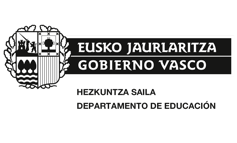 EUSKO JAURLARITZA
GOBIERNO VASCO
HEZKUNTZA SAILA
DEPARTAMENTO DE EDUCACIÓN